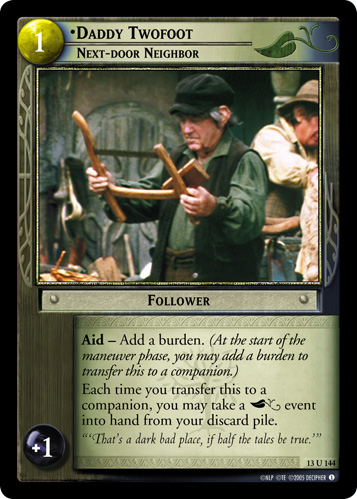 1
•Daddy Twofoot
Next-door Neighbor
Follower
Aid – Add a burden. (At the start of the
maneuver phase, you may add a burden to
transfer this to a companion.)
Each time you transfer this to a
companion, you may take a event
into hand from your discard pile.
“‘That’s a dark bad place, if half the tales be true.’”
+1
13 U 144
©NLP ©TE ©2005 DECIPHER 1